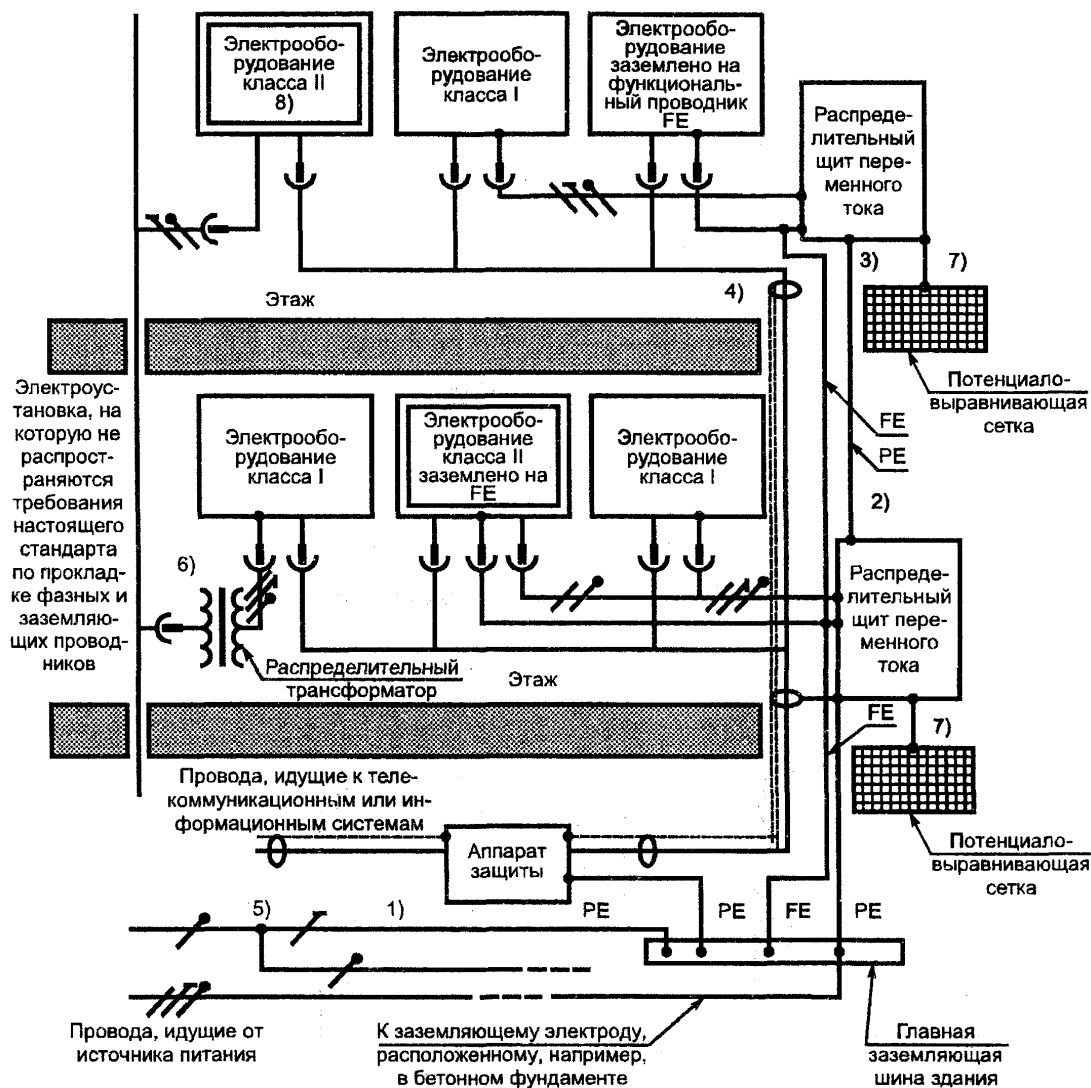 Электрообо-
рудование
класса II
8)
Электрообо-
рудование
класса I
Электрообо-
рудование
заземлено на
функциональ-
ный проводник
FE
Распреде-
лительный
щит пере-
менного
тока
3)
7)
4)
Этаж
Потенциало-
выравнивающая
сетка
FE
PE
Электроус-
тановка, на
которую не
распрост-
раняются
требования
настоящего
стандарта
по проклад-
ке фазных и
заземляю-
щих провод-
ников
Электрообо-
рудование
класса I
Электрообо-
рудование
класса II
заземлено на
FE
Электрообо-
рудование
класса I
2)
6)
Распреде-
лительный
щит пере-
менного
тока
Распределительный
трансформатор
Этаж
FE
7)
Провода, идущие к теле-
коммуникационным или ин-
формационным системам
Аппарат
защиты
Потенциало-
выравнивающая
сетка
5)
1)
PE
PE
FE
PE
Провода, идущие от
источника питания
К заземляющему электроду,
расположенному, например,
в бетонном фундаменте
Главная
заземляющая
шина здания